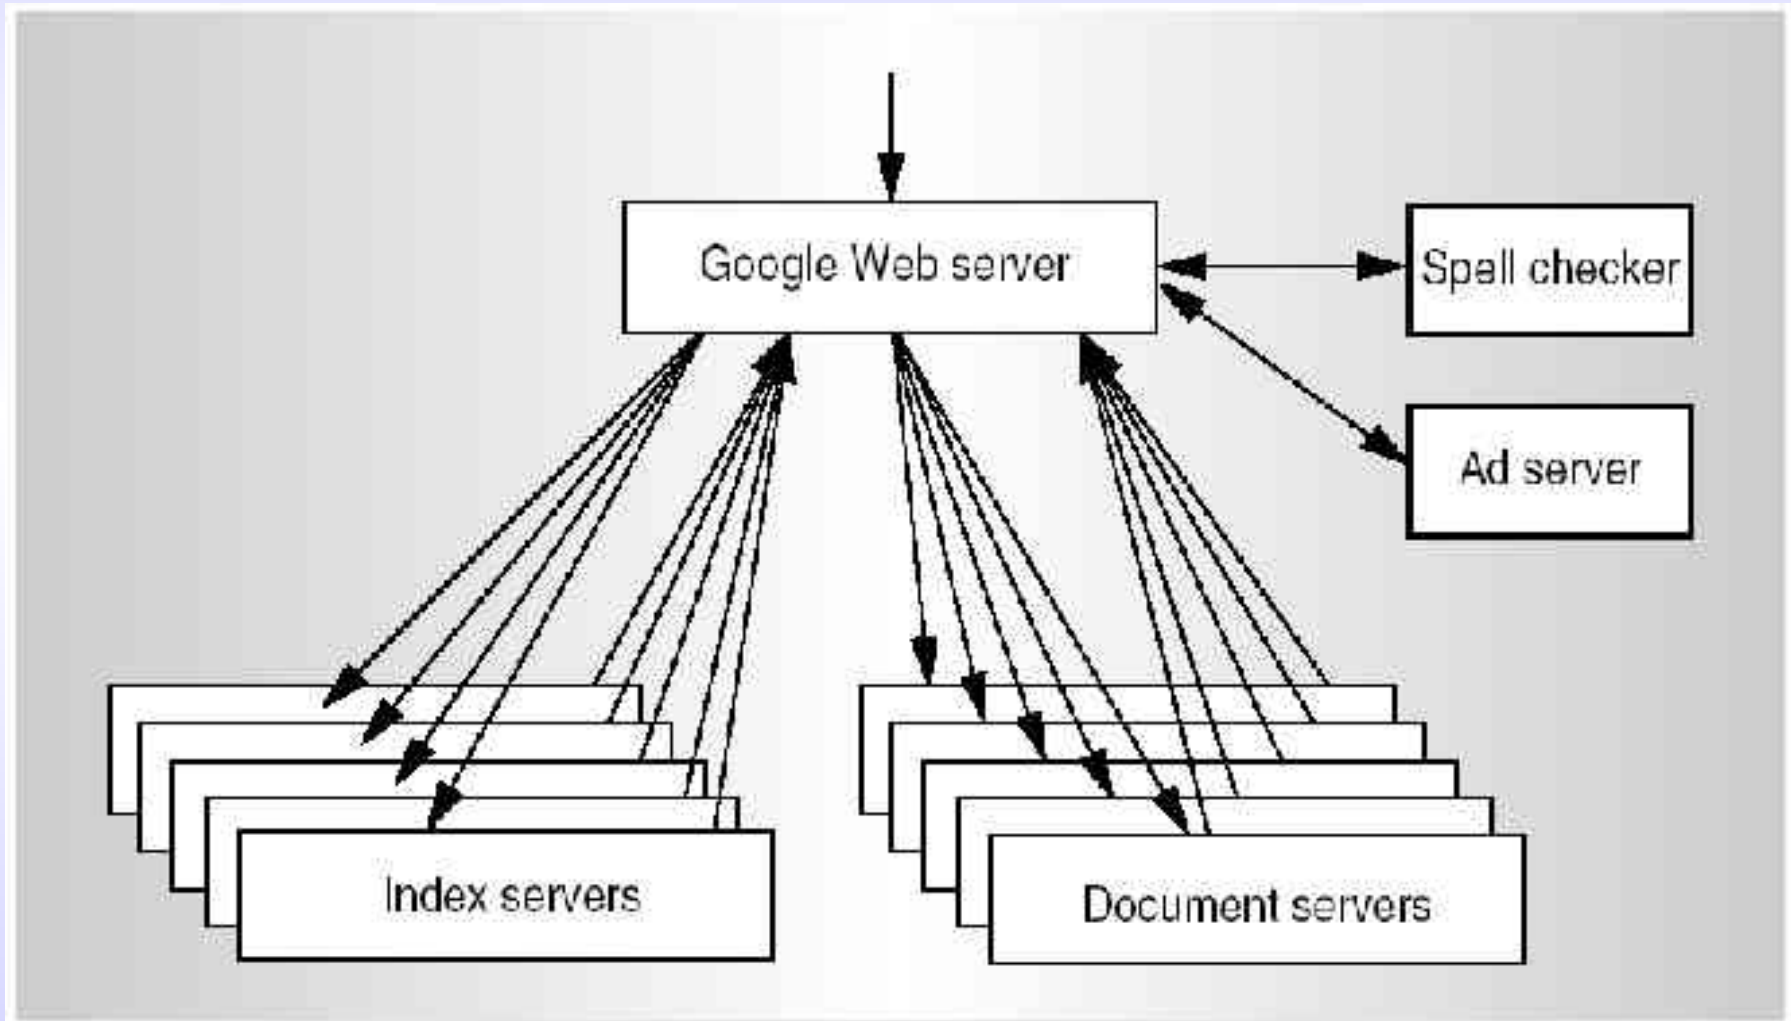 Google Web server
Spell checker
Ad server
Index servers
Document servers